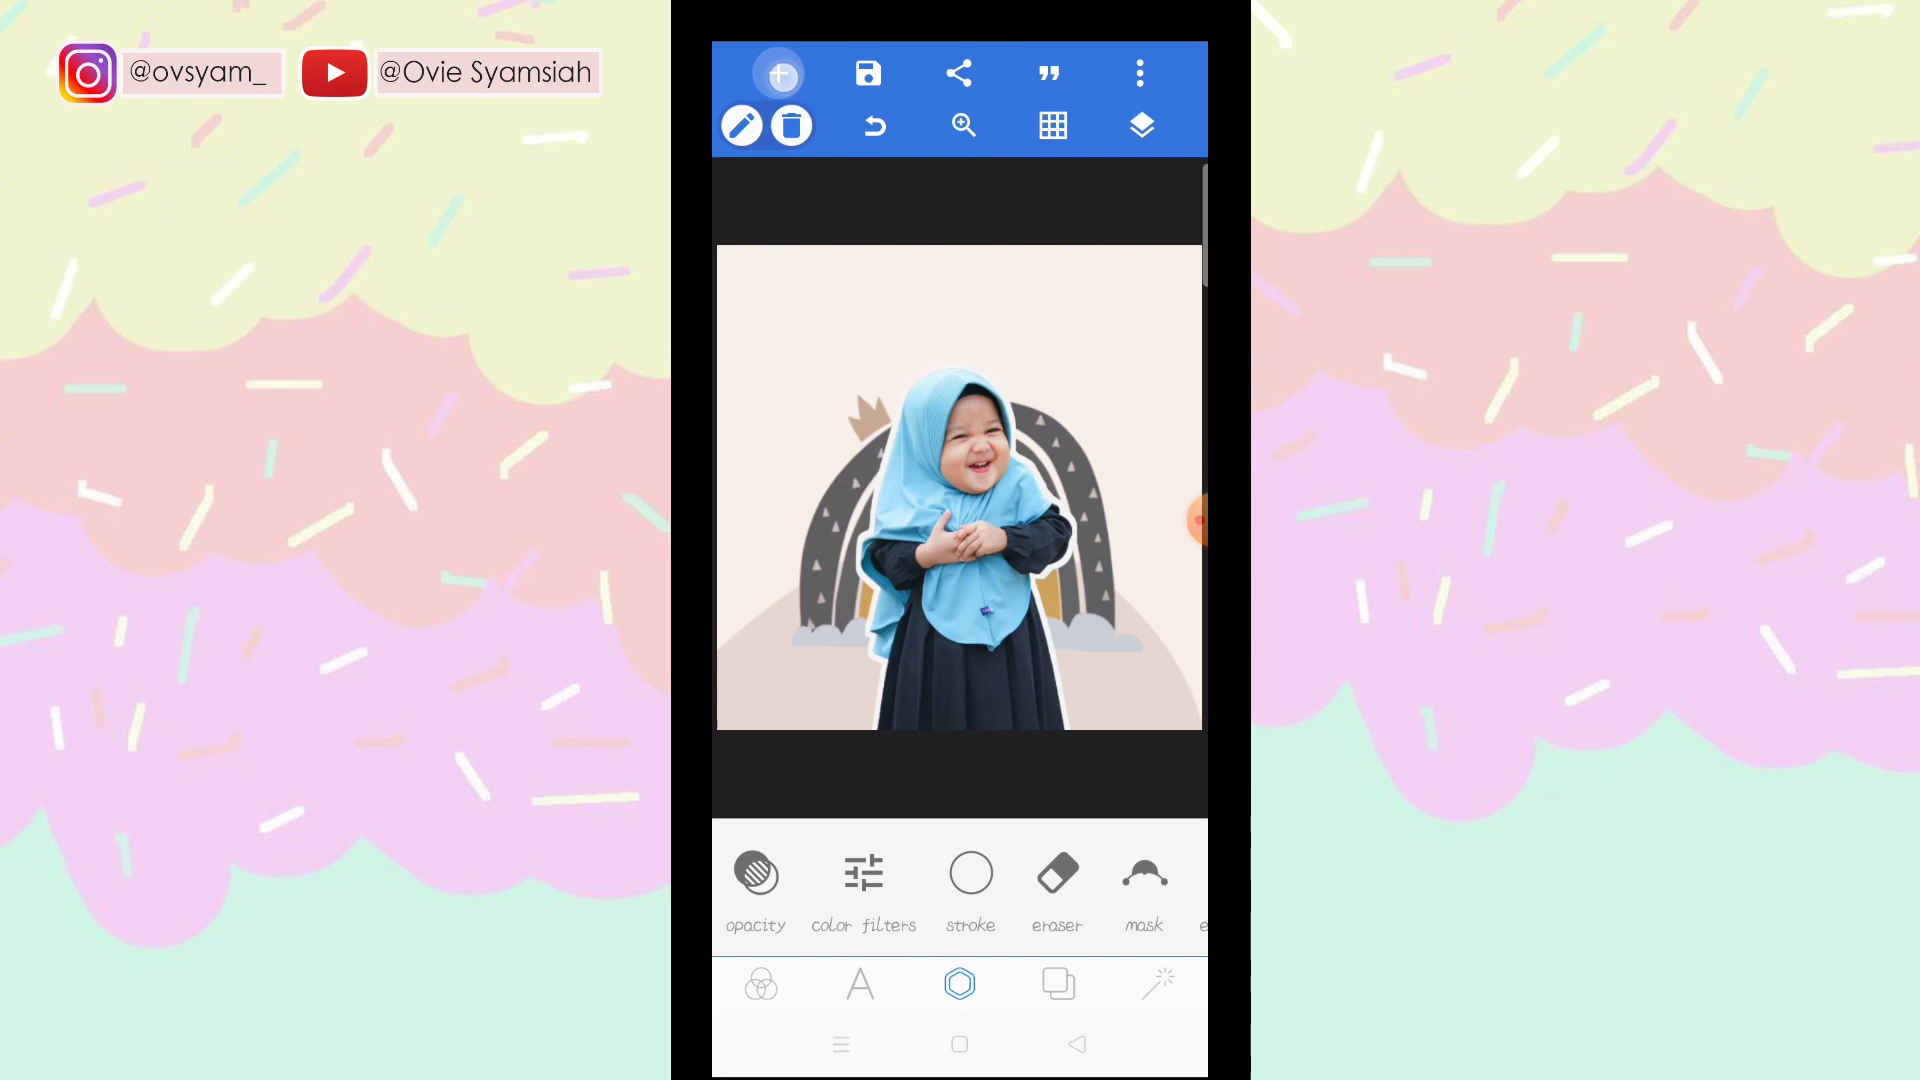 @ovsyam_ @Ovie Syamsiah
opacity color filters stroke eraser mask